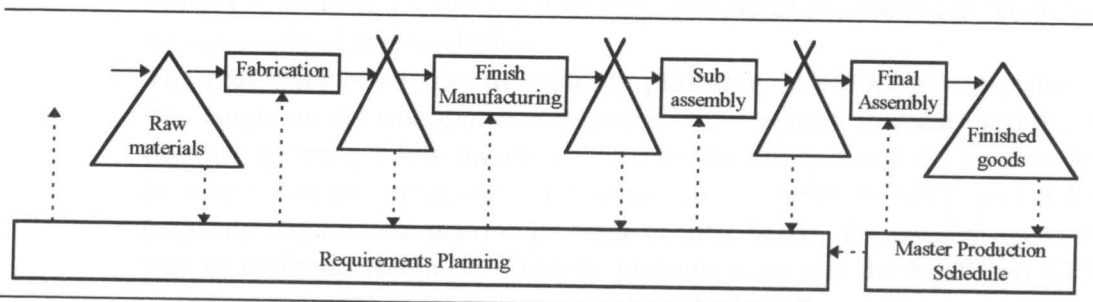 Raw
materials
Fabrication
Finish
Manufacturing
Sub
assembly
Final
Assembly
Finished
goods
Requirements Planning
Master Production
Schedule